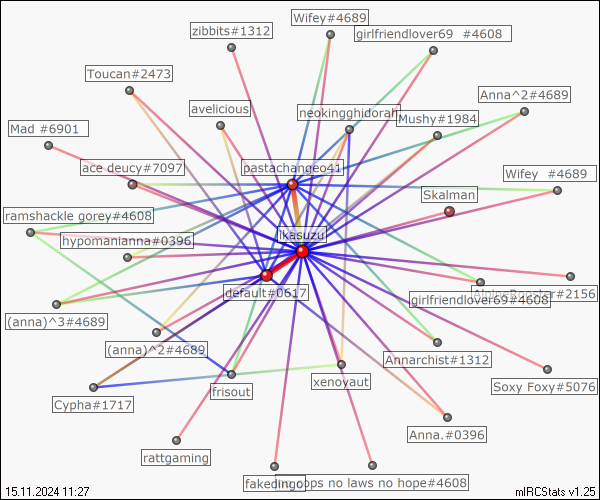 Wifey#4689
zibbits#1312
girlfriendlover69 #4608
Toucan#2473
avelicious
neokingghidorah
Anna^2#4689
Mushy#1984
Mad #6901
ace deucy#7097
pastachangeo41
Wifey #4689
Skalman
ramshackle gorey#4608
ikasuzu
hypomanianna#0396
default#0617
girlfriendlover69#4608
#2156
(anna)^3#4689
(anna)^2#4689
Annarchist#1312
Soxy Foxy#5076
xenoyaut
frisout
Cypha#1717
Anna.#0396
rattgaming
fakedingo
ops no laws no hope#4608
15.11.2024 11:27
mIRCStats v1.25